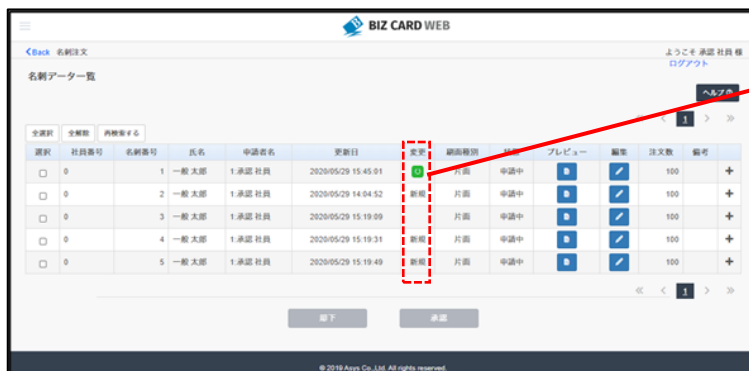 BIZ CARD WEB
Back 名刺注文
ようこそ 承認 社員 様
ログアウト
名刺データ一覧
ヘルプ
« < 1 > »
全選択 全解除 再検索する
選択 社員番号 名刺番号 氏名 申請者名 更新日 変更 紙面種別 状態 プレビュー 編集 注文数 備考
0 1 一般 太郎 1:承認 社員 2020/05/29 15:45:01 片面 申請中 100 +
0 2 一般 太郎 1:承認 社員 2020/05/29 14:04:52 新規 片面 申請中 100 +
0 3 一般 太郎 1:承認 社員 2020/05/29 15:19:09 片面 申請中 100 +
0 4 一般 太郎 1:承認 社員 2020/05/29 15:19:31 新規 片面 申請中 100 +
0 5 一般 太郎 1:承認 社員 2020/05/29 15:19:49 新規 片面 申請中 100 +
« < 1 > »
却下 承認
© 2019 Asys Co.,Ltd. All rights reserved.